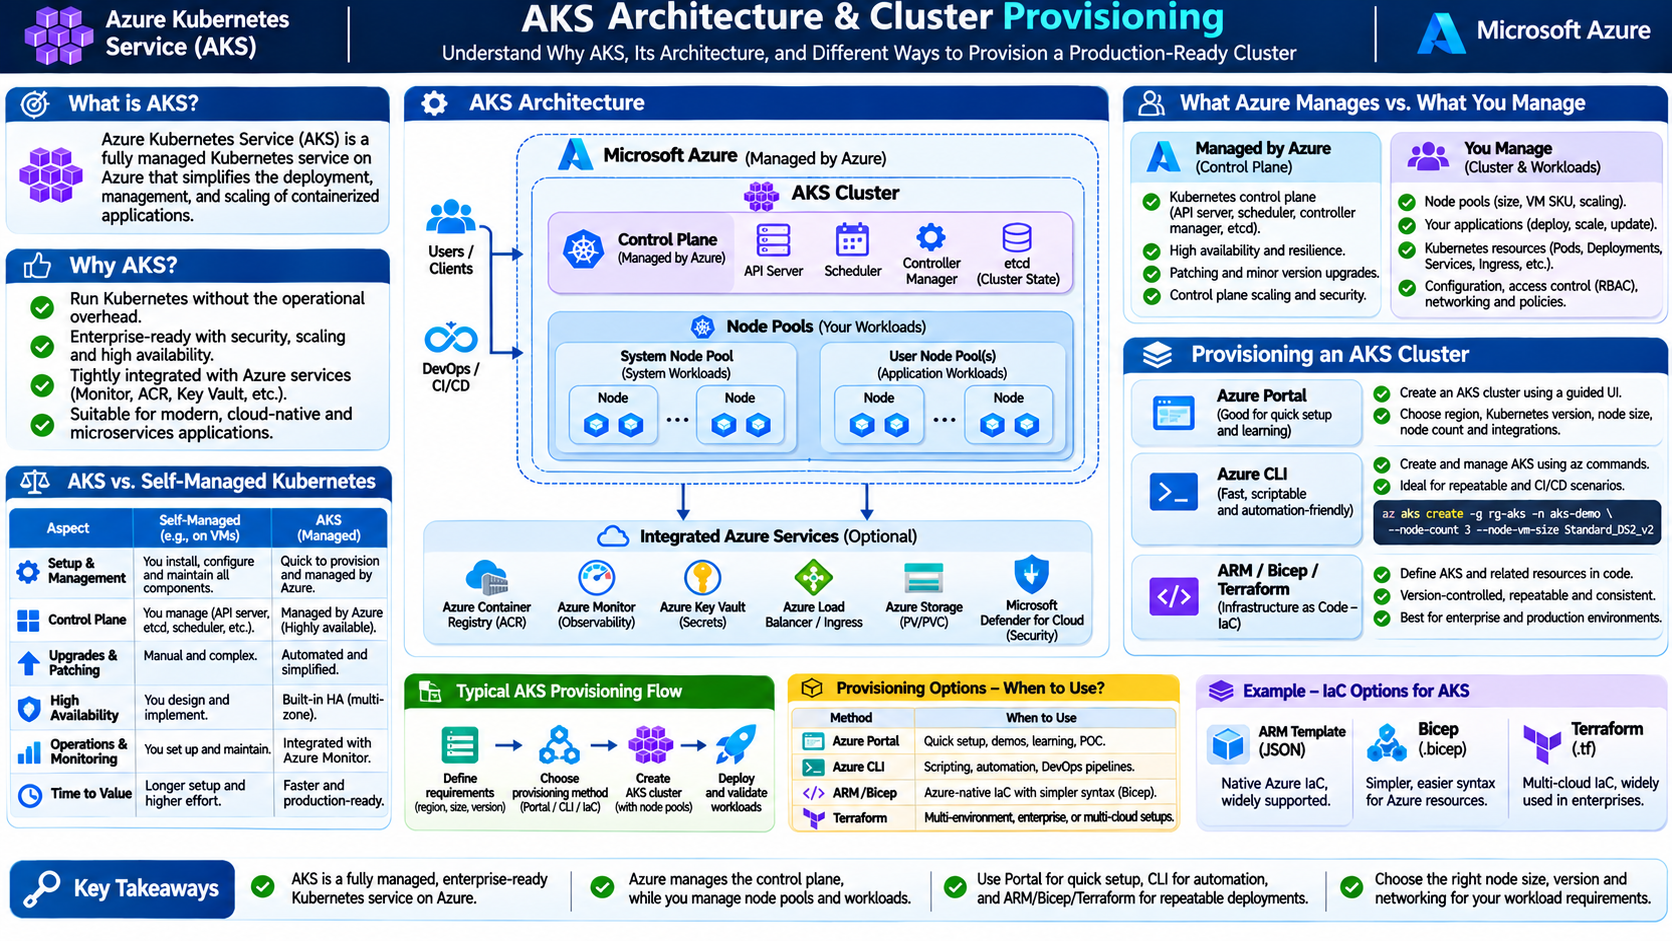 Azure Kubernetes
Service (AKS)
AKS Architecture & Cluster Provisioning
Understand Why AKS, Its Architecture, and Different Ways to Provision a Production-Ready Cluster
Microsoft Azure
What is AKS?
Azure Kubernetes Service (AKS) is a
fully managed Kubernetes service on
Azure that simplifies the deployment,
management, and scaling of containerized
applications.
Why AKS?
Run Kubernetes without the operational
overhead.
Enterprise-ready with security, scaling
and high availability.
Tightly integrated with Azure services
(Monitor, ACR, Key Vault, etc.).
Suitable for modern, cloud-native and
microservices applications.
AKS vs. Self-Managed Kubernetes
Aspect
Self-Managed
(e.g., on VMs)
AKS
(Managed)
Setup &
Management
You install, configure
and maintain all
components.
Quick to provision
and managed by
Azure.
Control Plane
You manage (API server,
etcd, scheduler, etc.).
Managed by Azure
(Highly available).
Upgrades &
Patching
Manual and complex.
Automated and
simplified.
High
Availability
You design and
implement.
Built-in HA (multi-
zone).
Operations &
Monitoring
You set up and maintain.
Integrated with
Azure Monitor.
Time to Value
Longer setup and
higher effort.
Faster and
production-ready.
AKS Architecture
Users /
Clients
DevOps /
CI/CD
Microsoft Azure (Managed by Azure)
AKS Cluster
Control Plane
(Managed by Azure)
API Server
Scheduler
Controller
Manager
etcd
(Cluster State)
Node Pools (Your Workloads)
System Node Pool
(System Workloads)
Node
...
Node
User Node Pool(s)
(Application Workloads)
Node
...
Node
Integrated Azure Services (Optional)
Azure Container
Registry (ACR)
Azure Monitor
(Observability)
Azure Key Vault
(Secrets)
Azure Load
Balancer / Ingress
Azure Storage
(PV/PVC)
Microsoft
Defender for Cloud
(Security)
What Azure Manages vs. What You Manage
Managed by Azure
(Control Plane)
Kubernetes control plane
(API server, scheduler, controller
manager, etcd).
High availability and resilience.
Patching and minor version upgrades.
Control plane scaling and security.
You Manage
(Cluster & Workloads)
Node pools (size, VM SKU, scaling).
Your applications (deploy, scale, update).
Kubernetes resources (Pods, Deployments,
Services, Ingress, etc.).
Configuration, access control (RBAC),
networking and policies.
Provisioning an AKS Cluster
Azure Portal
(Good for quick setup
and learning)
Create an AKS cluster using a guided UI.
Choose region, Kubernetes version, node size,
node count and integrations.
Azure CLI
(Fast, scriptable
and automation-friendly)
Create and manage AKS using az commands.
Ideal for repeatable and CI/CD scenarios.
az aks create -g rg-aks -n aks-demo \
--node-count 3 --node-vm-size Standard_DS2_v2
ARM / Bicep /
Terraform
(Infrastructure as Code –
IaC)
Define AKS and related resources in code.
Version-controlled, repeatable and consistent.
Best for enterprise and production environments.
Typical AKS Provisioning Flow
Define
requirements
(region, size, version)
Choose
provisioning method
(Portal / CLI / IaC)
Create
AKS cluster
(with node pools)
Deploy
and validate
workloads
Provisioning Options – When to Use?
Method
When to Use
Azure Portal
Quick setup, demos, learning, POC.
Azure CLI
Scripting, automation, DevOps pipelines.
ARM/Bicep
Azure-native IaC with simpler syntax (Bicep).
Terraform
Multi-environment, enterprise, or multi-cloud setups.
Example – IaC Options for AKS
ARM Template
(JSON)
Native Azure IaC,
widely supported.
Bicep
(.bicep)
Simpler, easier syntax
for Azure resources.
Terraform
(.tf)
Multi-cloud IaC, widely
used in enterprises.
Key Takeaways
AKS is a fully managed, enterprise-ready
Kubernetes service on Azure.
Azure manages the control plane,
while you manage node pools and workloads.
Use Portal for quick setup, CLI for automation,
and ARM/Bicep/Terraform for repeatable deployments.
Choose the right node size, version and
networking for your workload requirements.